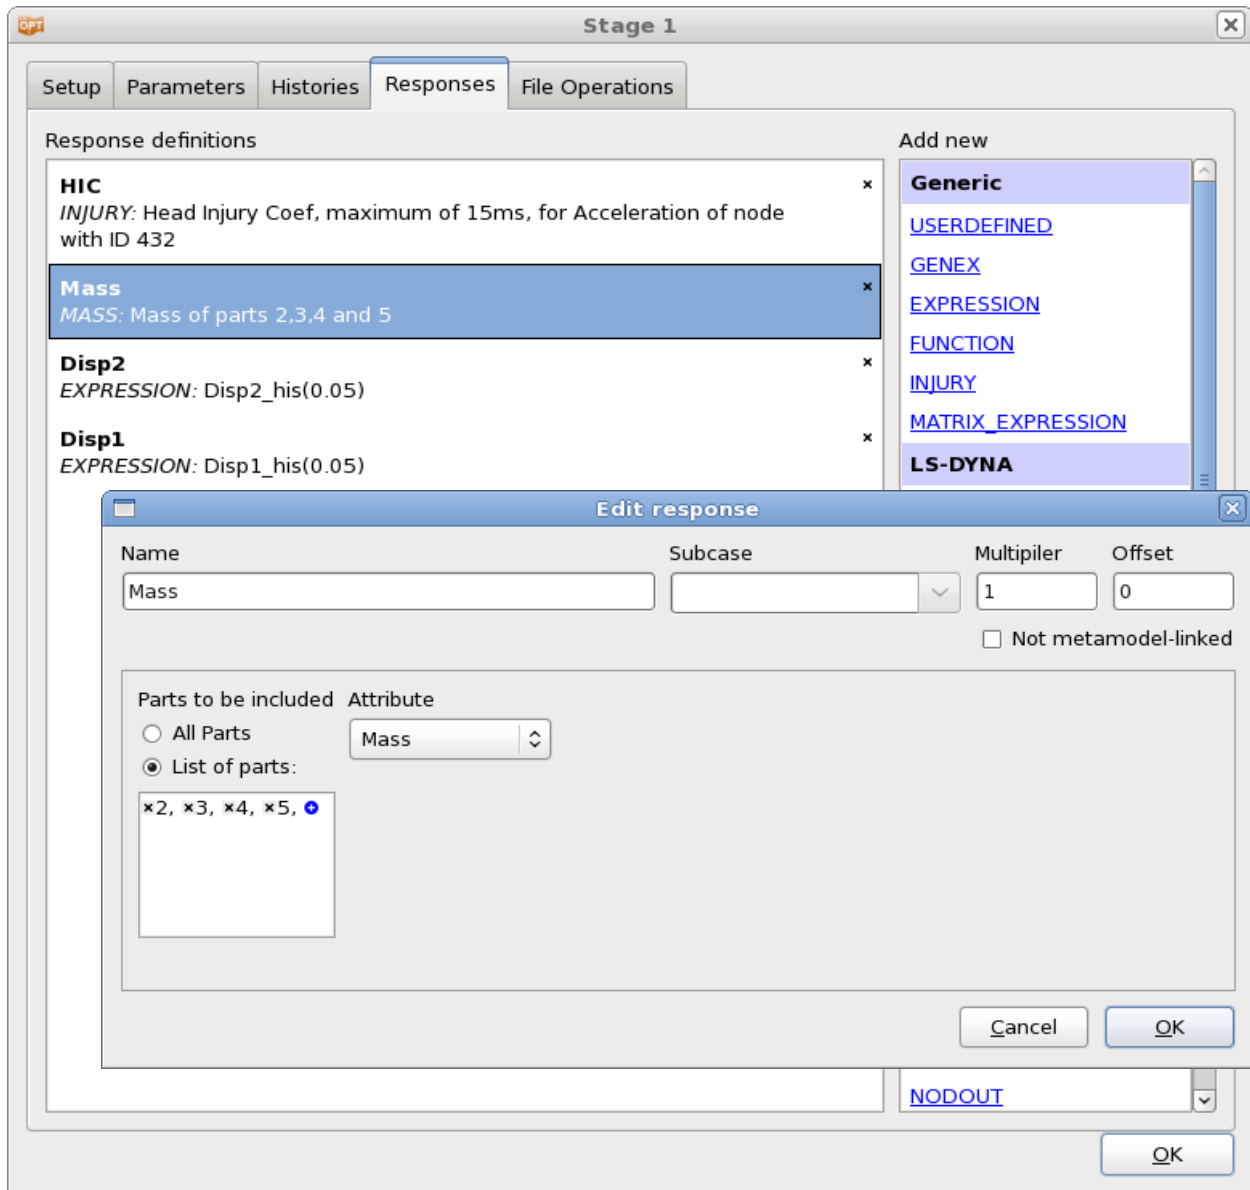 OPT
Stage 1
Setup Parameters Histories Responses File Operations
Response definitions
Add new
HIC
INJURY: Head Injury Coef, maximum of 15ms, for Acceleration of node
with ID 432
Mass
MASS: Mass of parts 2,3,4 and 5
Disp2
EXPRESSION: Disp2_his(0.05)
Disp1
EXPRESSION: Disp1_his(0.05)
Generic
USERDEFINED
GENEX
EXPRESSION
FUNCTION
INJURY
MATRIX_EXPRESSION
LS-DYNA
Edit response
Name Subcase Multipiler Offset
Mass 1 0
Not metamodel-linked
Parts to be included Attribute
All Parts
Mass
List of parts:
×2, ×3, ×4, ×5,
Cancel OK
NODOUT
OK